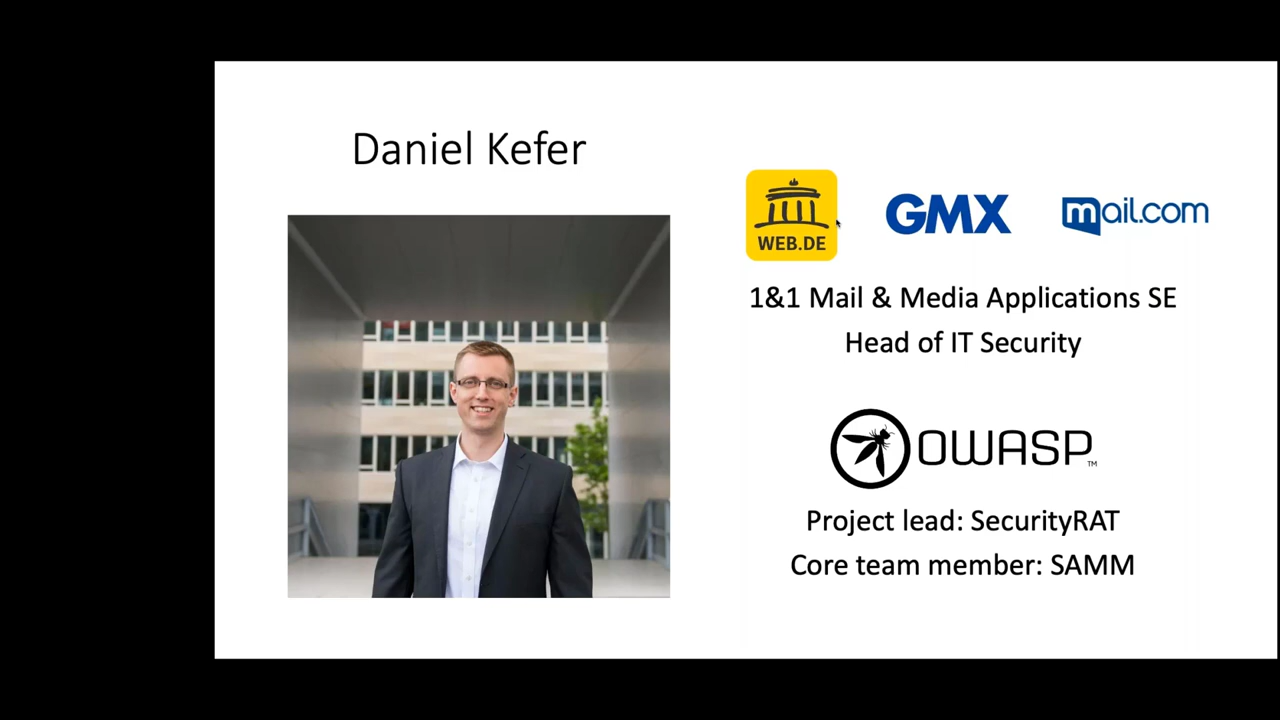 Daniel Kefer
WEB.DE
GMX
mail.com
1&1 Mail & Media Applications SE
Head of IT Security
OWASP™
Project lead: SecurityRAT
Core team member: SAMM